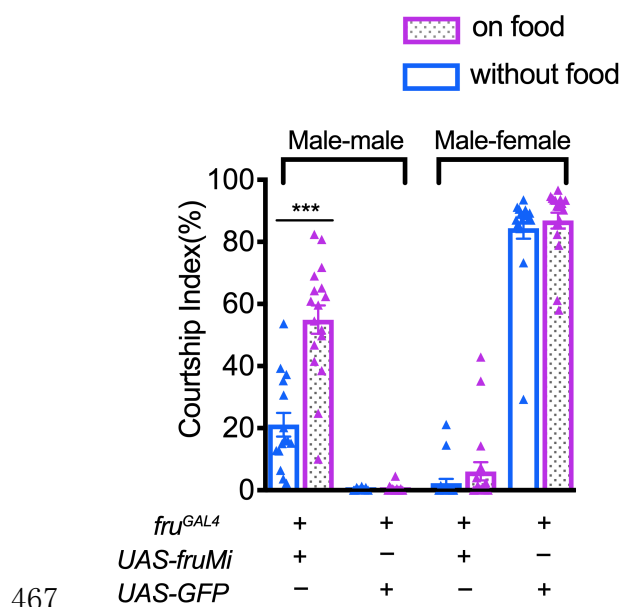 on food
without food
Male-male Male-female
Courtship Index(%)
100
***
80
60
40
20
0
fruGAL4 + + + +
UAS-fruMi + − + −
UAS-GFP − + − +
467